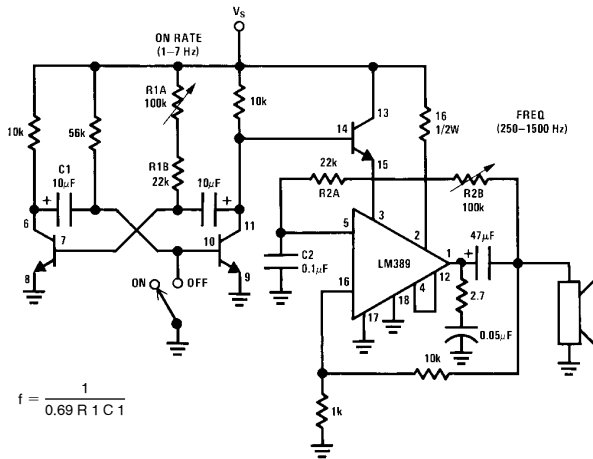 V_S
ON RATE
(1–7 Hz)
R1A
100k
10k
13
16
1/2W
FREQ
(250–1500 Hz)
10k
56k
14
C1
10μF
R1B
22k
10μF
22k
R2A
15
R2B
100k
+
+
6
7
10
11
5
3
2
1
47μF
+
C2
0.1μF
LM389
12
4
8
ON
OFF
9
16
18
17
2.7
0.05μF
10k
1k
f = 1 / 0.69 R 1 C 1